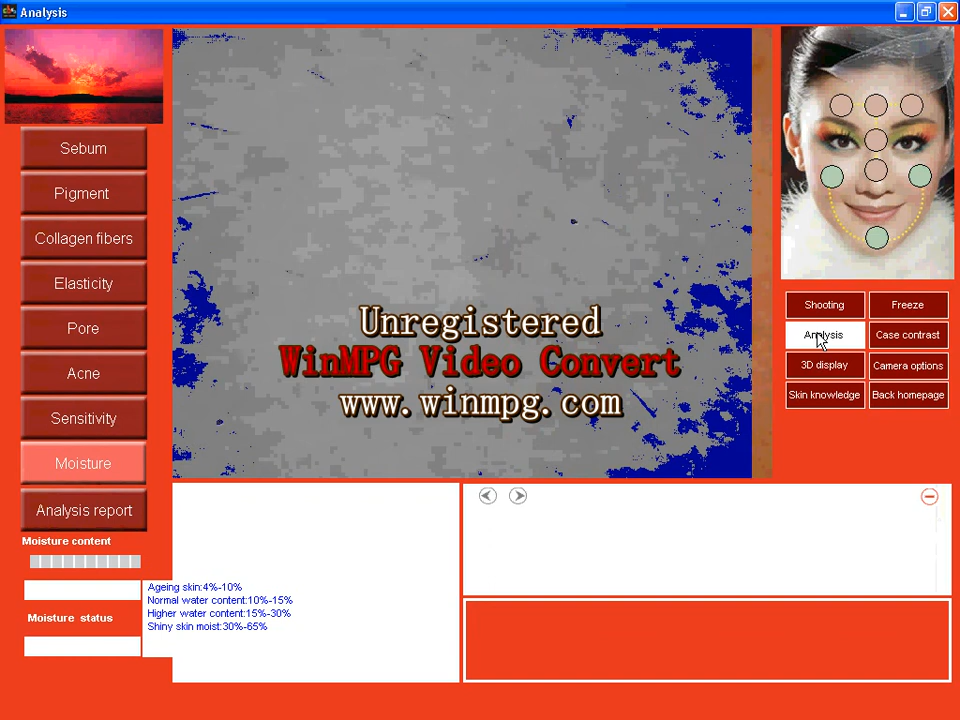 Analysis
Sebum
Pigment
Collagen fibers
Elasticity
Pore
Acne
Sensitivity
Moisture
Analysis report
Moisture content
Moisture status
Unregistered
WinMPG Video Convert
www.winmpg.com
Ageing skin:4%-10%
Normal water content:10%-15%
Higher water content:15%-30%
Shiny skin moist:30%-65%
Shooting
Freeze
Analysis
Case contrast
3D display
Camera options
Skin knowledge
Back homepage